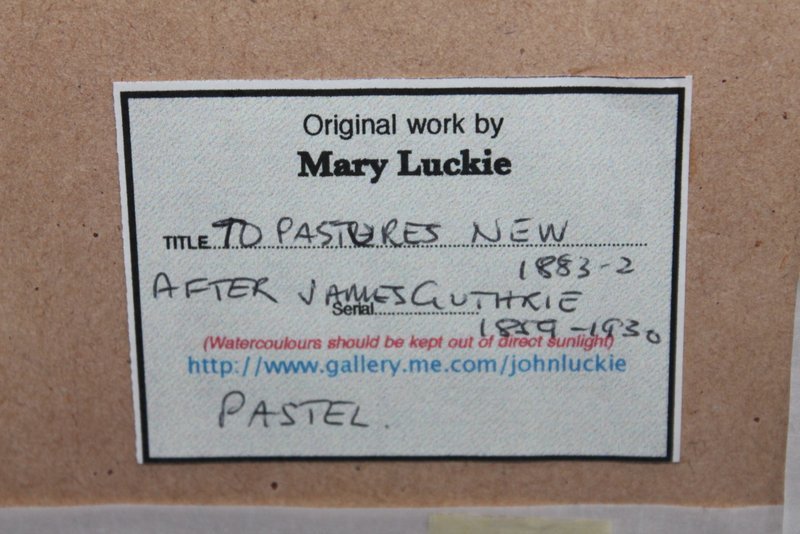 Original work by
Mary Luckie
TITLE TO PASTURES NEW
1883-2
AFTER JAMES GUTHRIE
Serial
1859-1930
(Watercoulours should be kept out of direct sunlight)
http://www.gallery.me.com/johnluckie
PASTEL.